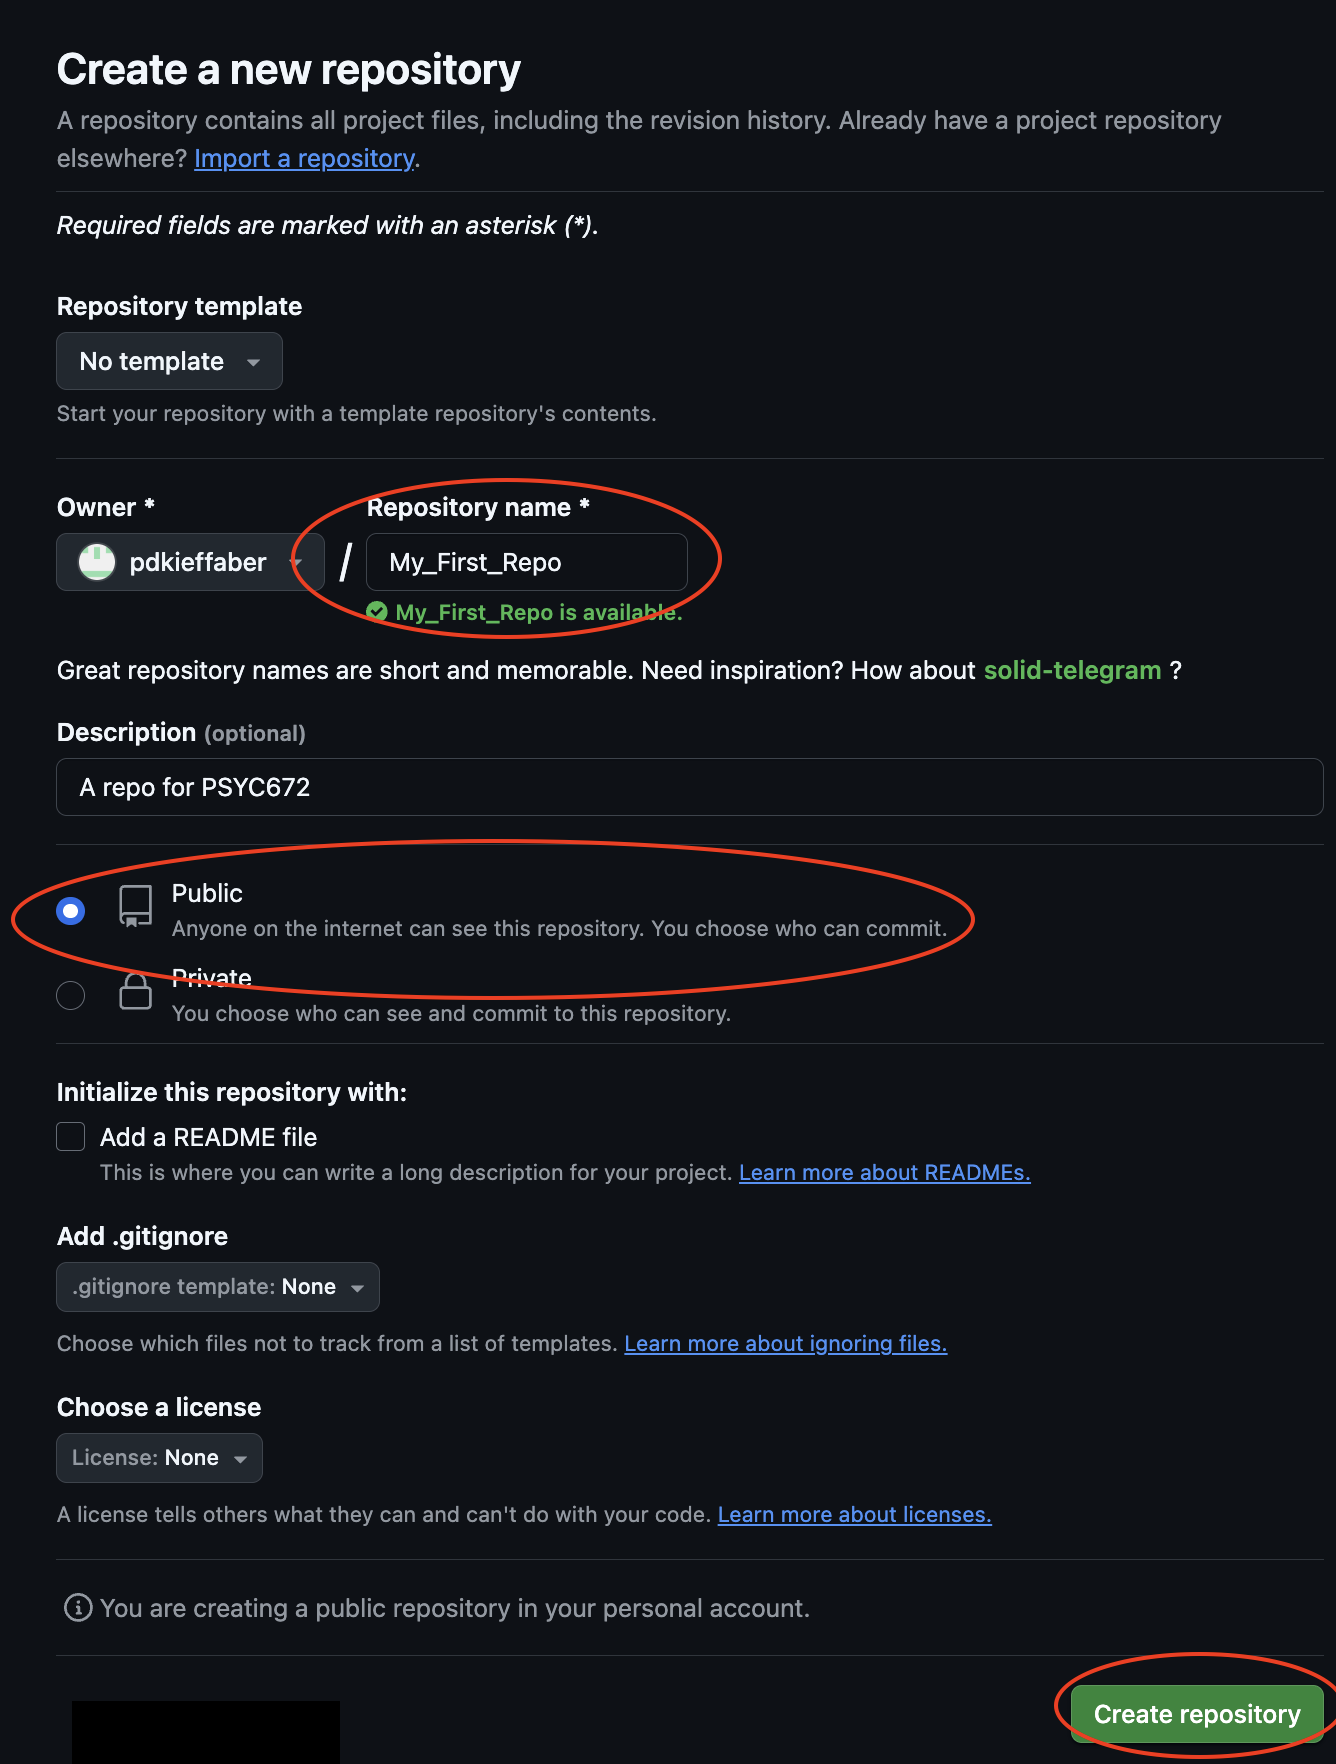 Create a new repository
A repository contains all project files, including the revision history. Already have a project repository
elsewhere? Import a repository.
Required fields are marked with an asterisk (*).
Repository template
No template
Start your repository with a template repository's contents.
Owner *
Repository name *
pdkieffaber / My_First_Repo
My_First_Repo is available.
Great repository names are short and memorable. Need inspiration? How about solid-telegram ?
Description (optional)
A repo for PSYC672
Public
Anyone on the internet can see this repository. You choose who can commit.
Private
You choose who can see and commit to this repository.
Initialize this repository with:
Add a README file
This is where you can write a long description for your project. Learn more about READMEs.
Add .gitignore
.gitignore template: None
Choose which files not to track from a list of templates. Learn more about ignoring files.
Choose a license
License: None
A license tells others what they can and can't do with your code. Learn more about licenses.
You are creating a public repository in your personal account.
Create repository